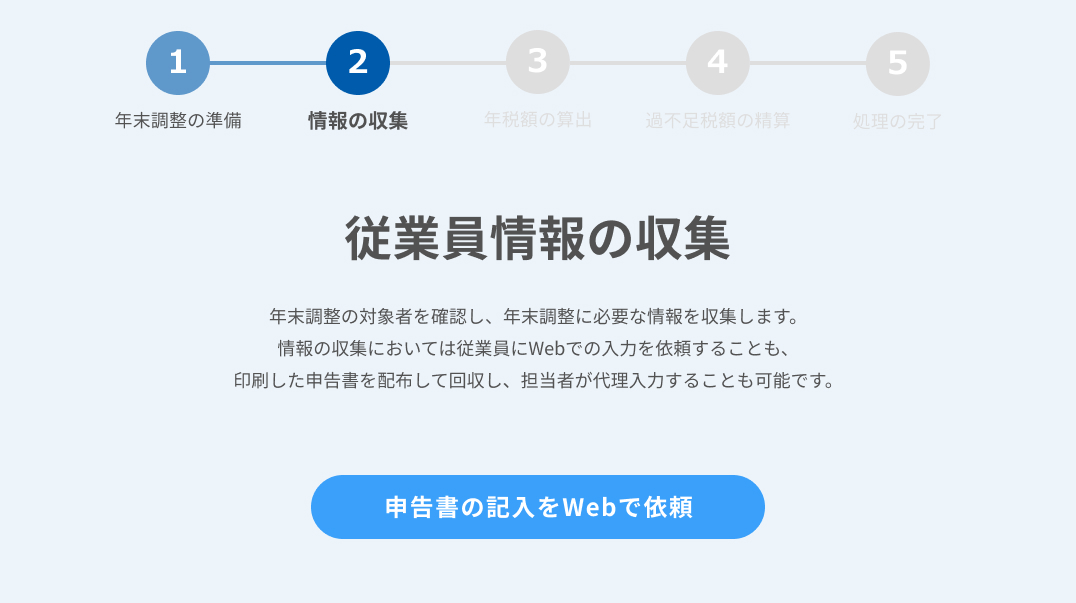 1
2
3
4
5
年末調整の準備
情報の収集
年税額の算出
過不足税額の精算
処理の完了
従業員情報の収集
年末調整の対象者を確認し、年末調整に必要な情報を収集します。
情報の収集においては従業員にWebでの入力を依頼することも、
印刷した申告書を配布して回収し、担当者が代理入力することも可能です。
申告書の記入をWebで依頼